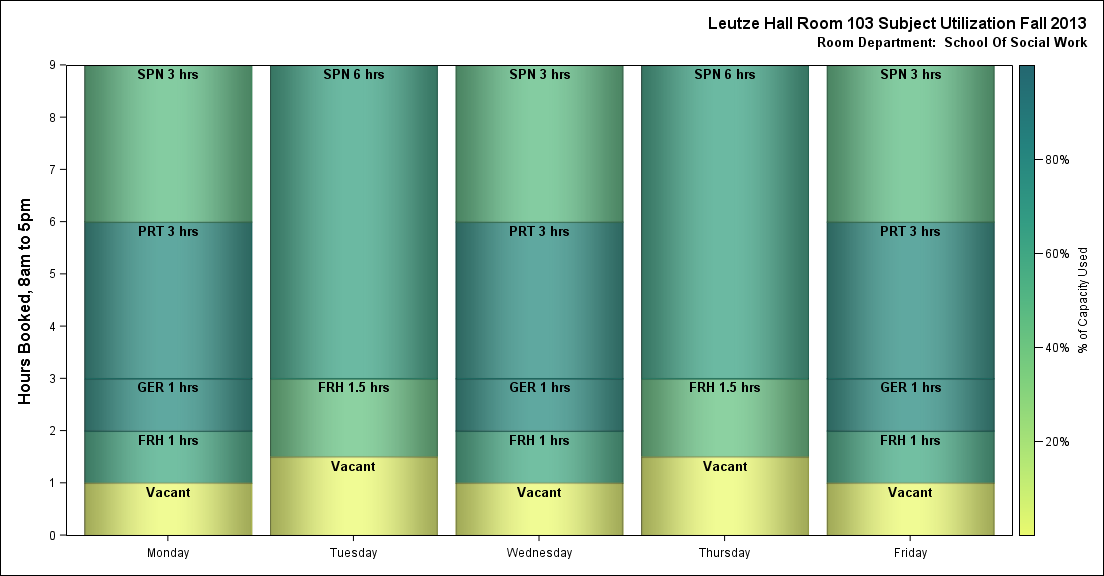 Leutze Hall Room 103 Subject Utilization Fall 2013
Room Department:  School Of Social Work
Hours Booked, 8am to 5pm
9
8
7
6
5
4
3
2
1
0
SPN 3 hrs
PRT 3 hrs
GER 1 hrs
FRH 1 hrs
Vacant
Monday
SPN 6 hrs
FRH 1.5 hrs
Vacant
Tuesday
SPN 3 hrs
PRT 3 hrs
GER 1 hrs
FRH 1 hrs
Vacant
Wednesday
SPN 6 hrs
FRH 1.5 hrs
Vacant
Thursday
SPN 3 hrs
PRT 3 hrs
GER 1 hrs
FRH 1 hrs
Vacant
Friday
80%
60%
40%
20%
% of Capacity Used